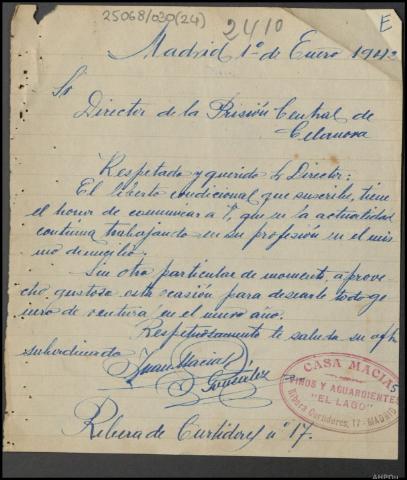 25068/030(24)
2410
E
Madrid 1º de Enero 194
Sr
Director de la Prisión Central de
Celanova
Respetado y querido Sr Director:
El liberto condicional que suscribe, tiene
el honor de comunicar a V, que en la actualidad
continua trabajando en su profesión en el mis
mo domicilio.
Sin otro particular de momento, aprove
cho gustoso esta ocasión para desearle todo ge
nero de ventura en el nuevo año.
Respetuosamente le saluda su
subordinado
Juan Macias
González
CASA MACIAS
VINOS Y AGUARDIENTES
"EL LAGO"
Ribera Curtidores, 17 - MADRID
Ribera de Curtidores nº 17.